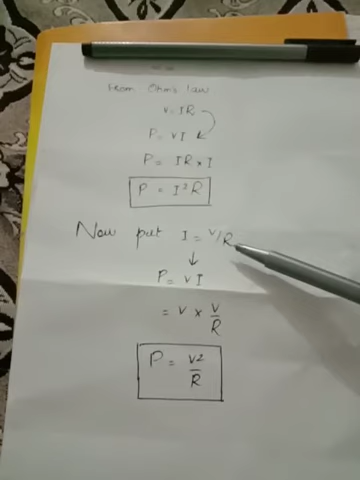 From Ohm's law
V = IR
P = VI
P = IR × I
P = I²R
Now put I = V/R
↓
P = VI
= V × V/R
P = V²/R